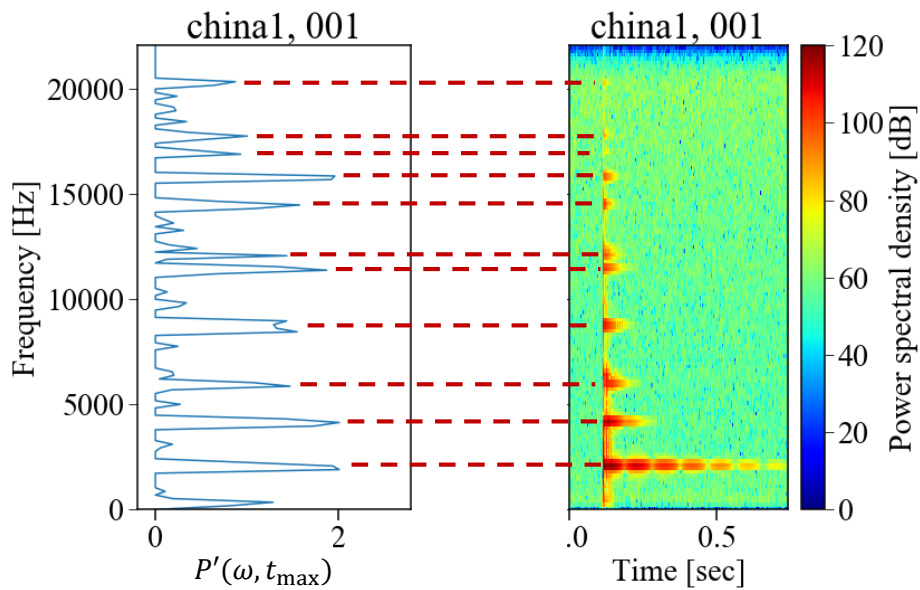 china1, 001
china1, 001
Frequency [Hz]
20000
15000
10000
5000
0
0
2
P′(ω, t_max)
.0
0.5
Time [sec]
120
100
80
60
40
20
0
Power spectral density [dB]